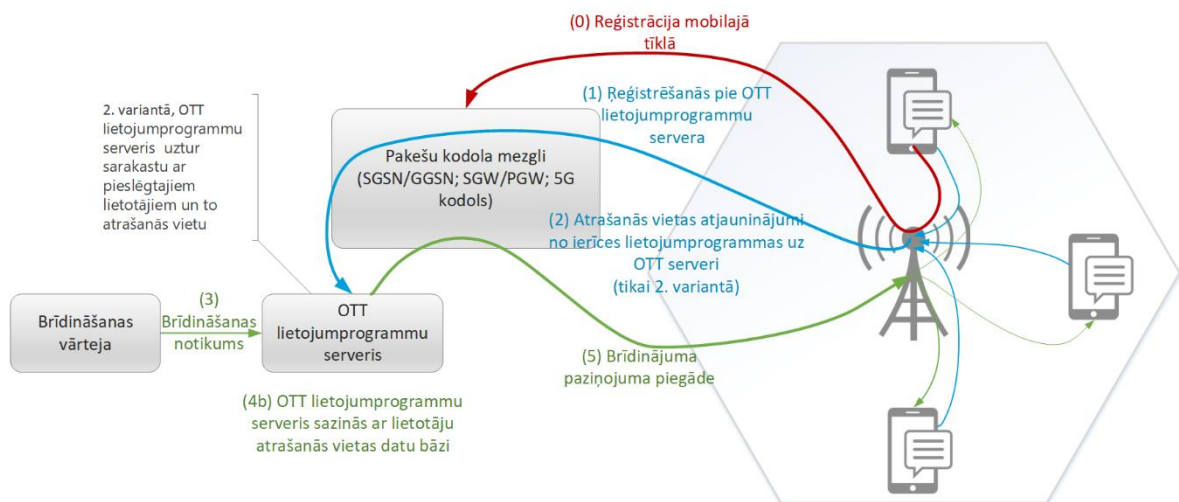 (0) Reģistrācija mobilajā
tīklā
(1) Ņeģistrēšanās pie OTT
lietojumprogrammu
servera
2. variantā, OTT
lietojumprogrammu
serveris uztur
sarakastu ar
pieslēgtajiem
lietotājiem un to
atrašanās vietu
Pakešu kodola mezgli
(SGSN/GGSN; SGW/PGW; 5G
kodols)
(2) Atrašanās vietas atjauninājumi
no ierīces lietojumprogrammas uz
OTT serveri
(tikai 2. variantā)
Brīdināšanas
vārteja
(3)
Brīdināšanas
notikums
OTT
lietojumprogrammu
serveris
(5) Brīdinājuma
paziņojuma piegāde
(4b) OTT lietojumprogrammu
serveris sazinās ar lietotāju
atrašanās vietas datu bāzi